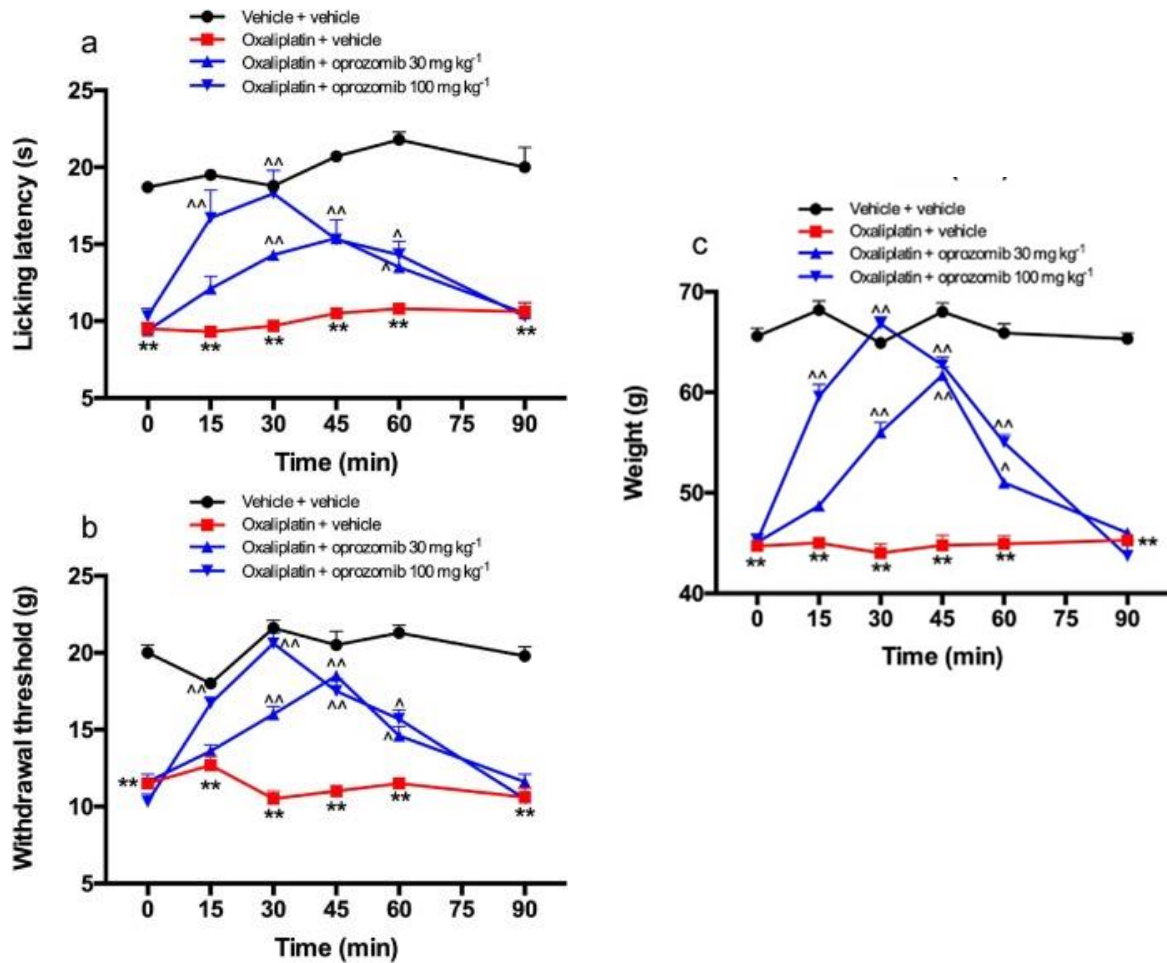 a
Vehicle + vehicle
Oxaliplatin + vehicle
Oxaliplatin + oprozomib 30 mg kg-1
Oxaliplatin + oprozomib 100 mg kg-1
Licking latency (s)
25
20
15
10
5
^^
^^
^^
^^
^
^
**
**
**
**
**
**
0 15 30 45 60 75 90
Time (min)
b
Vehicle + vehicle
Oxaliplatin + vehicle
Oxaliplatin + oprozomib 30 mg kg-1
Oxaliplatin + oprozomib 100 mg kg-1
Withdrawal threshold (g)
25
20
15
10
5
^^
^^
^^
^^
^^
^
^
**
**
**
**
**
**
0 15 30 45 60 75 90
Time (min)
c
Vehicle + vehicle
Oxaliplatin + vehicle
Oxaliplatin + oprozomib 30 mg kg-1
Oxaliplatin + oprozomib 100 mg kg-1
Weight (g)
70
60
50
40
^^
^^
^^
^^
^^
^^
^
**
**
**
**
**
**
0 15 30 45 60 75 90
Time (min)